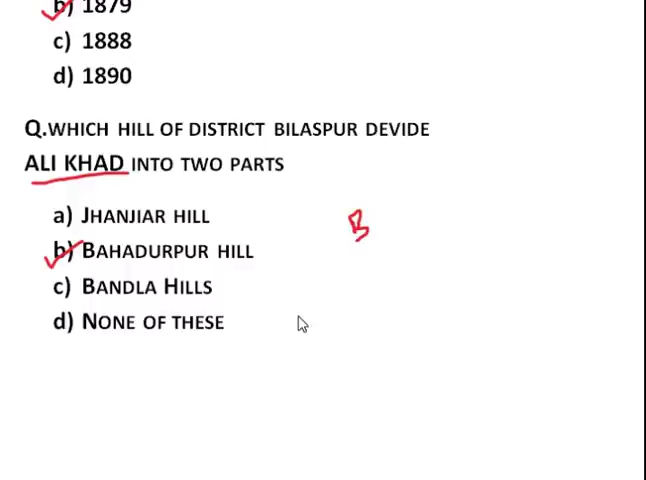 b) 1879
c) 1888
d) 1890
Q.WHICH HILL OF DISTRICT BILASPUR DEVIDE
ALI KHAD INTO TWO PARTS
a) JHANJIAR HILL
B
b) BAHADURPUR HILL
c) BANDLA HILLS
d) NONE OF THESE